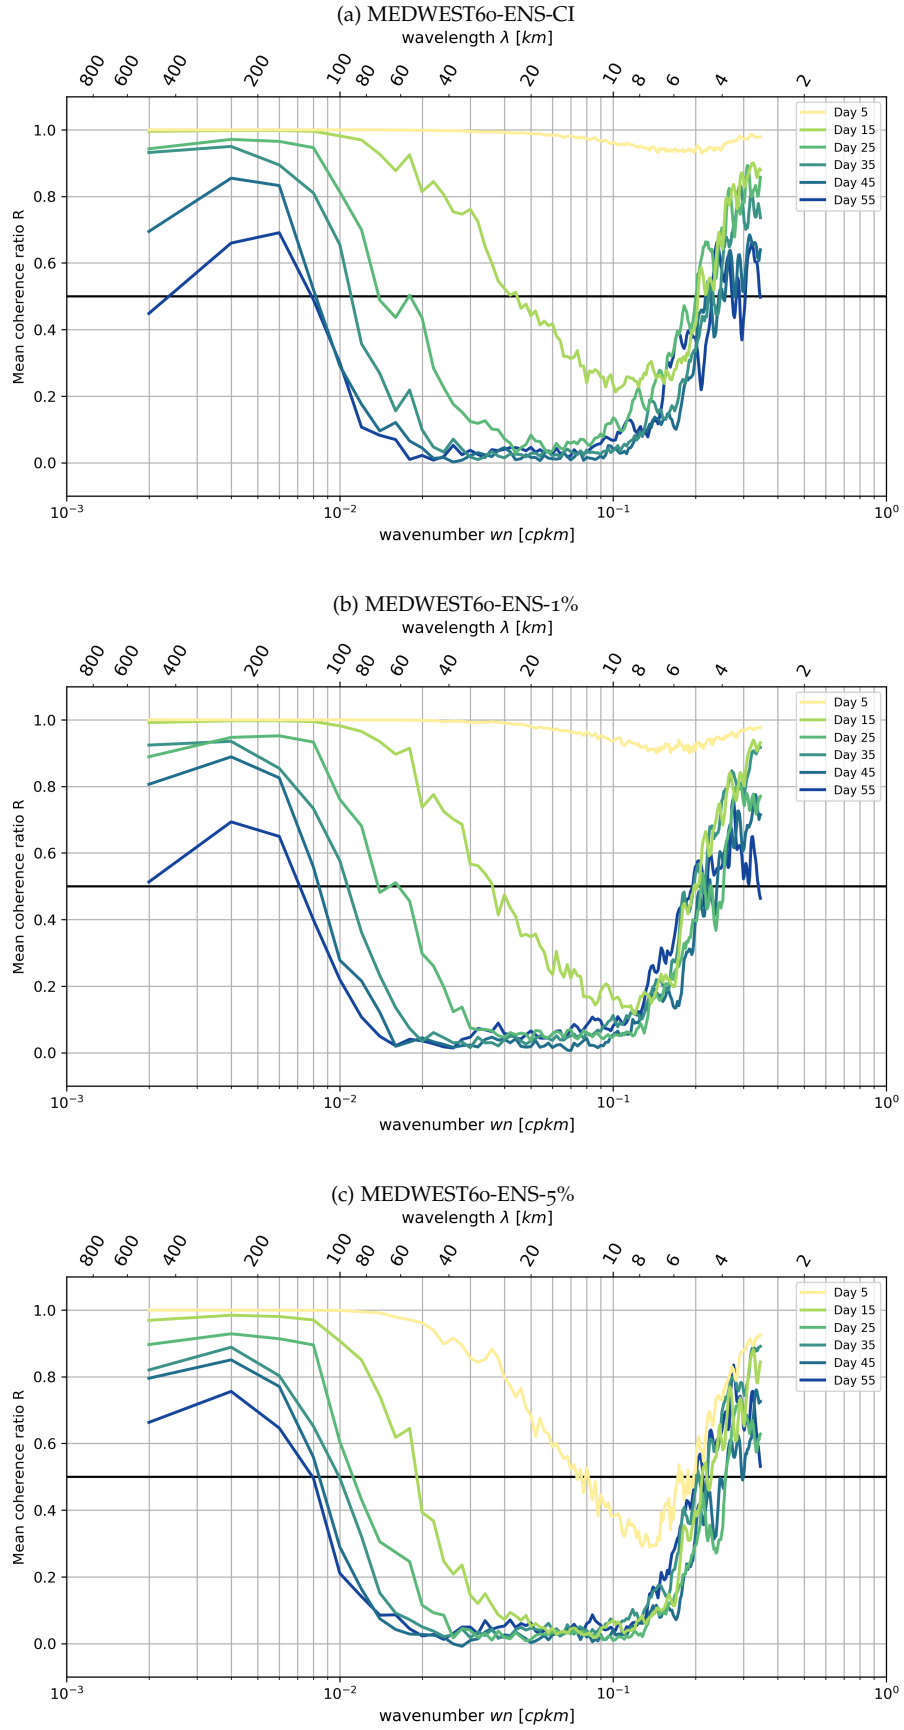 (a) MEDWEST60-ENS-CI
wavelength λ [km]
800 600 400 200 100 80 60 40 20 10 8 6 4 2
Mean coherence ratio R
1.0
0.8
0.6
0.4
0.2
0.0
Day 5
Day 15
Day 25
Day 35
Day 45
Day 55
10⁻³ 10⁻² 10⁻¹ 10⁰
wavenumber wn [cpkm]
(b) MEDWEST60-ENS-1%
wavelength λ [km]
800 600 400 200 100 80 60 40 20 10 8 6 4 2
Mean coherence ratio R
1.0
0.8
0.6
0.4
0.2
0.0
Day 5
Day 15
Day 25
Day 35
Day 45
Day 55
10⁻³ 10⁻² 10⁻¹ 10⁰
wavenumber wn [cpkm]
(c) MEDWEST60-ENS-5%
wavelength λ [km]
800 600 400 200 100 80 60 40 20 10 8 6 4 2
Mean coherence ratio R
1.0
0.8
0.6
0.4
0.2
0.0
Day 5
Day 15
Day 25
Day 35
Day 45
Day 55
10⁻³ 10⁻² 10⁻¹ 10⁰
wavenumber wn [cpkm]